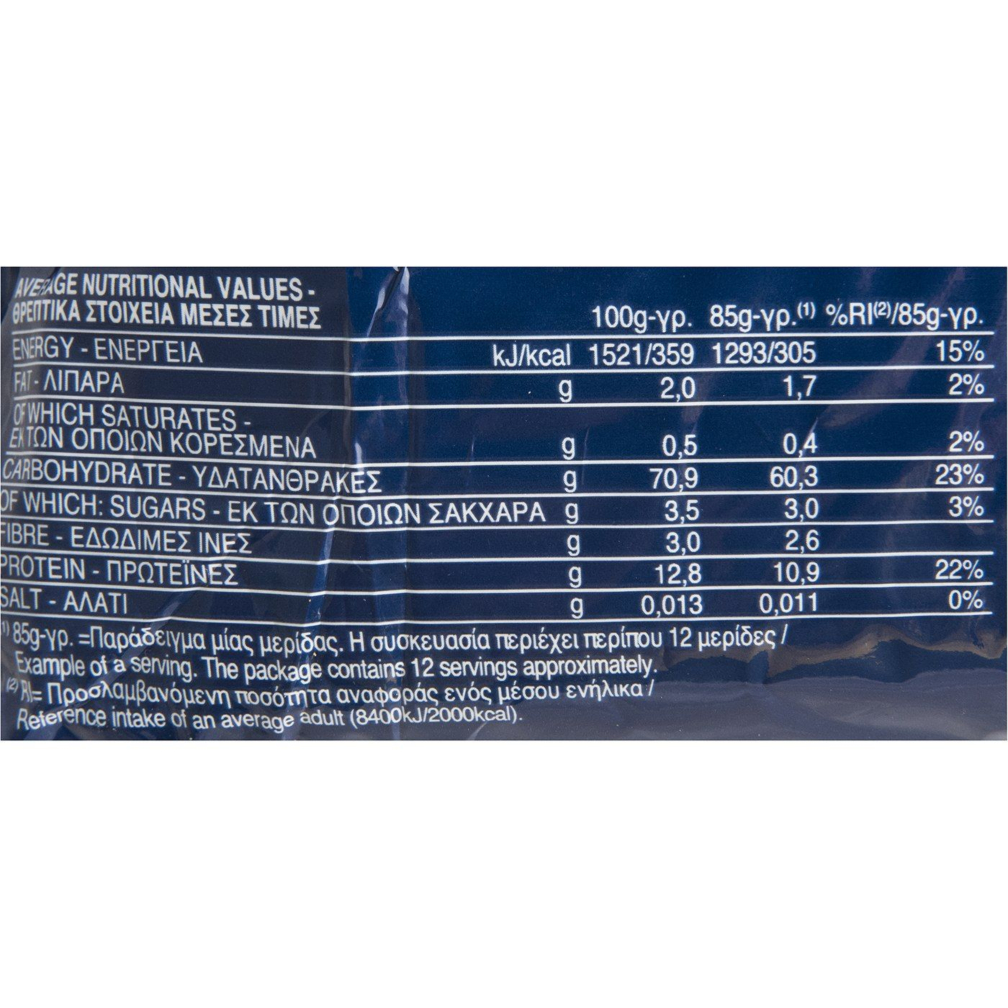 AVERAGE NUTRITIONAL VALUES -
ΘΡΕΠΤΙΚΑ ΣΤΟΙΧΕΙΑ ΜΕΣΕΣ ΤΙΜΕΣ 100g-γρ. 85g-γρ.(1) %RI(2)/85g-γρ.
ENERGY - ΕΝΕΡΓΕΙΑ kJ/kcal 1521/359 1293/305 15%
FAT - ΛΙΠΑΡΑ g 2,0 1,7 2%
OF WHICH SATURATES -
ΕΚ ΤΩΝ ΟΠΟΙΩΝ ΚΟΡΕΣΜΕΝΑ g 0,5 0,4 2%
CARBOHYDRATE - ΥΔΑΤΑΝΘΡΑΚΕΣ g 70,9 60,3 23%
OF WHICH: SUGARS - ΕΚ ΤΩΝ ΟΠΟΙΩΝ ΣΑΚΧΑΡΑ g 3,5 3,0 3%
FIBRE - ΕΔΩΔΙΜΕΣ ΙΝΕΣ g 3,0 2,6
PROTEIN - ΠΡΩΤΕΪΝΕΣ g 12,8 10,9 22%
SALT - ΑΛΑΤΙ g 0,013 0,011 0%
(1) 85g-γρ. =Παράδειγμα μίας μερίδας. Η συσκευασία περιέχει περίπου 12 μερίδες /
Example of a serving. The package contains 12 servings approximately.
(2) RI= Προσλαμβανόμενη ποσότητα αναφοράς ενός μέσου ενήλικα /
Reference intake of an average adult (8400kJ/2000kcal).